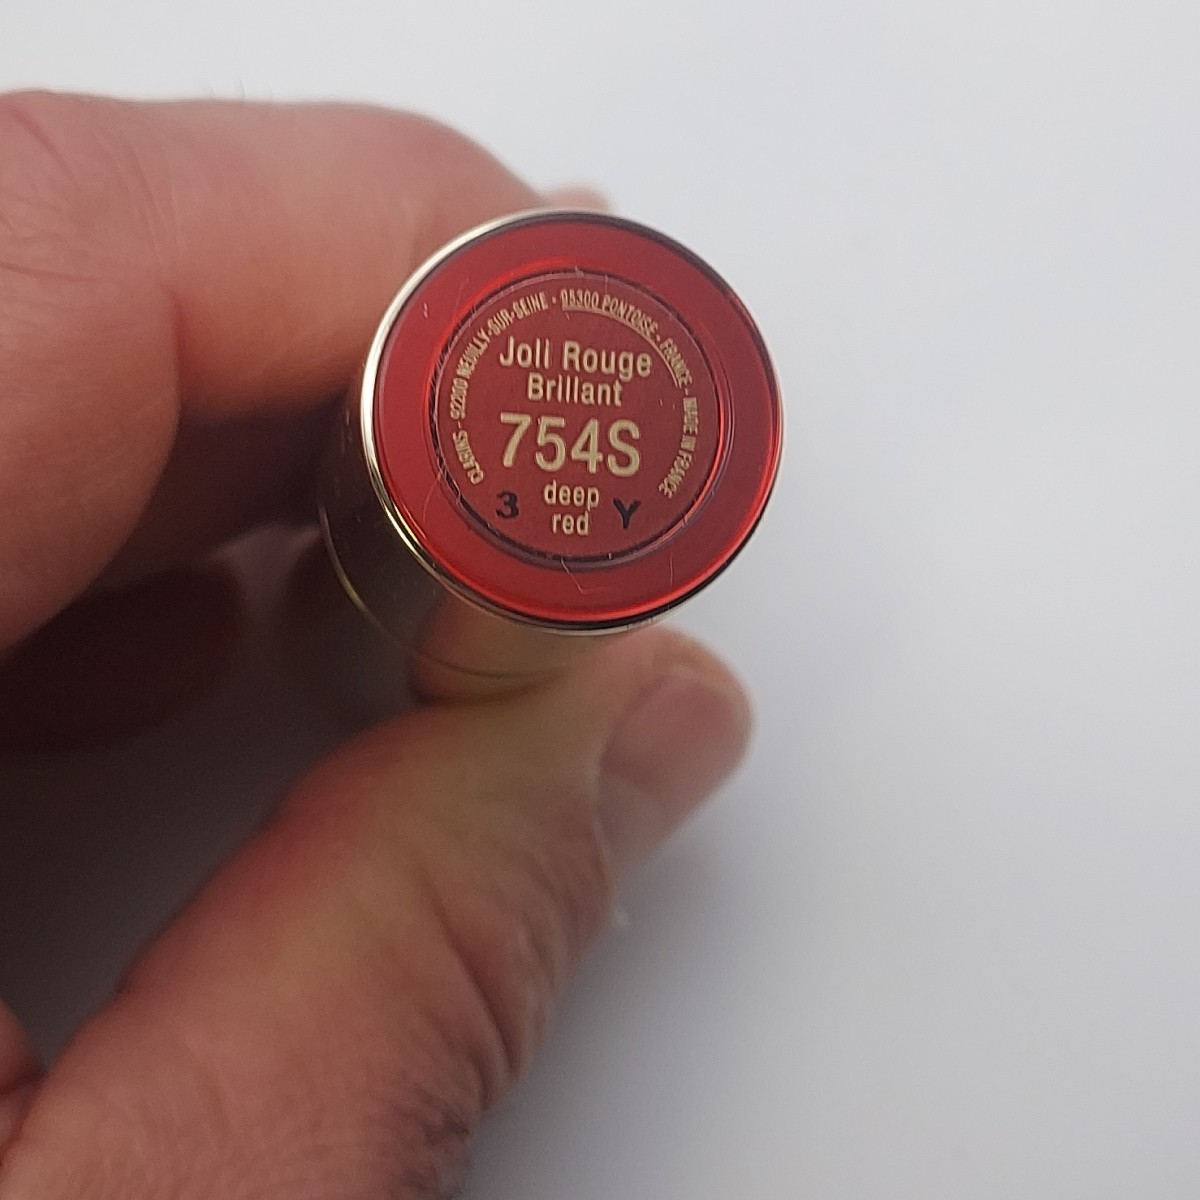 CLARINS - 92200 NEUILLY-SUR-SEINE - 95300 PONTOISE - FRANCE - MADE IN FRANCE
Joli Rouge
Brillant
754S
deep
3 Y
red